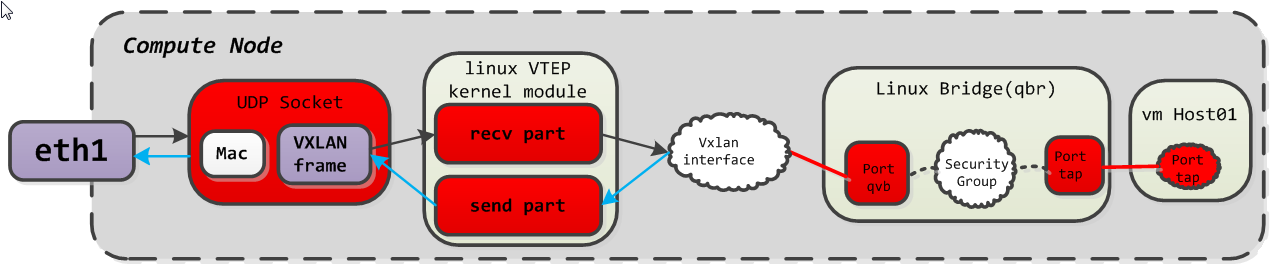 Compute Node
eth1
UDP Socket
Mac
VXLAN
frame
linux VTEP
kernel module
recv part
send part
Vxlan
interface
Linux Bridge(qbr)
Port
qvb
Security
Group
Port
tap
vm Host01
Port
tap